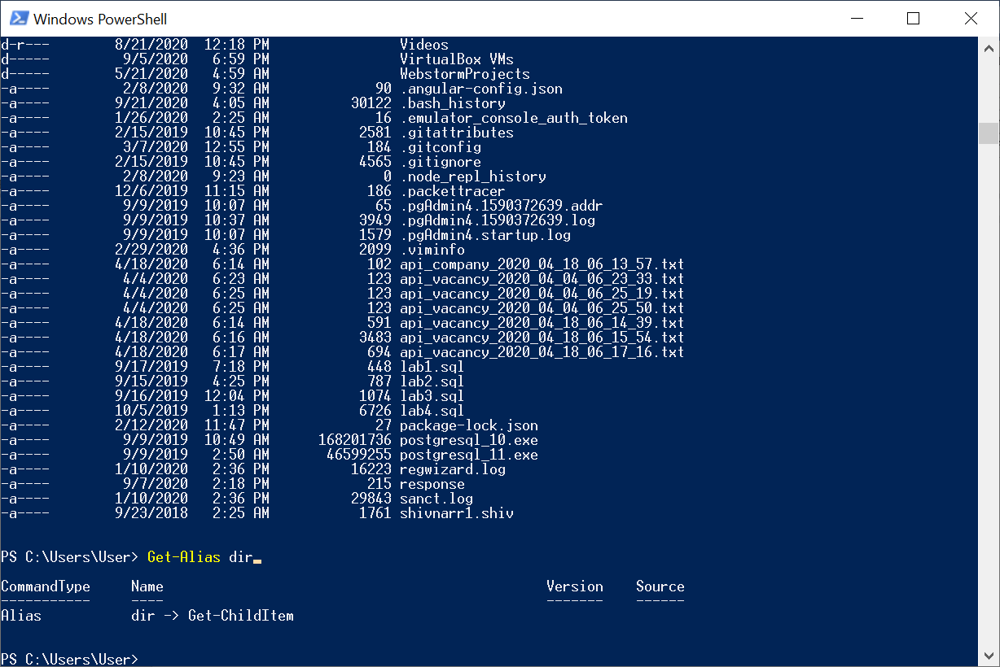 Windows PowerShell
d-r--- 8/21/2020 12:18 PM Videos
d----- 9/5/2020 6:59 PM VirtualBox VMs
d----- 5/21/2020 4:59 AM WebstormProjects
-a---- 2/8/2020 9:32 AM 90 .angular-config.json
-a---- 9/21/2020 4:05 AM 30122 .bash_history
-a---- 1/26/2020 2:25 AM 16 .emulator_console_auth_token
-a---- 2/15/2019 10:45 PM 2581 .gitattributes
-a---- 3/7/2020 12:55 PM 184 .gitconfig
-a---- 2/15/2019 10:45 PM 4565 .gitignore
-a---- 2/8/2020 9:23 AM 0 .node_repl_history
-a---- 12/6/2019 11:15 AM 186 .packettracer
-a---- 9/9/2019 10:07 AM 65 .pgAdmin4.1590372639.addr
-a---- 9/9/2019 10:37 AM 3949 .pgAdmin4.1590372639.log
-a---- 9/9/2019 10:07 AM 1579 .pgAdmin4.startup.log
-a---- 2/29/2020 4:36 PM 2099 .viminfo
-a---- 4/18/2020 6:14 AM 102 api_company_2020_04_18_06_13_57.txt
-a---- 4/4/2020 6:23 AM 123 api_vacancy_2020_04_04_06_23_33.txt
-a---- 4/4/2020 6:25 AM 123 api_vacancy_2020_04_04_06_25_19.txt
-a---- 4/4/2020 6:25 AM 123 api_vacancy_2020_04_04_06_25_50.txt
-a---- 4/18/2020 6:14 AM 591 api_vacancy_2020_04_18_06_14_39.txt
-a---- 4/18/2020 6:16 AM 3483 api_vacancy_2020_04_18_06_15_54.txt
-a---- 4/18/2020 6:17 AM 694 api_vacancy_2020_04_18_06_17_16.txt
-a---- 9/17/2019 7:18 PM 448 lab1.sql
-a---- 9/15/2019 4:25 PM 787 lab2.sql
-a---- 9/16/2019 12:04 PM 1074 lab3.sql
-a---- 10/5/2019 1:13 PM 6726 lab4.sql
-a---- 2/12/2020 11:47 PM 27 package-lock.json
-a---- 9/9/2019 10:49 AM 168201736 postgresql_10.exe
-a---- 9/9/2019 2:50 AM 46599255 postgresql_11.exe
-a---- 1/10/2020 2:36 PM 16223 regwizard.log
-a---- 9/7/2020 2:18 PM 215 response
-a---- 1/10/2020 2:36 PM 29843 sanct.log
-a---- 9/23/2018 2:25 AM 1761 shivnarr1.shiv
PS C:\Users\User> Get-Alias dir
CommandType Name Version Source
----------- ---- ------- ------
Alias dir -> Get-ChildItem
PS C:\Users\User>